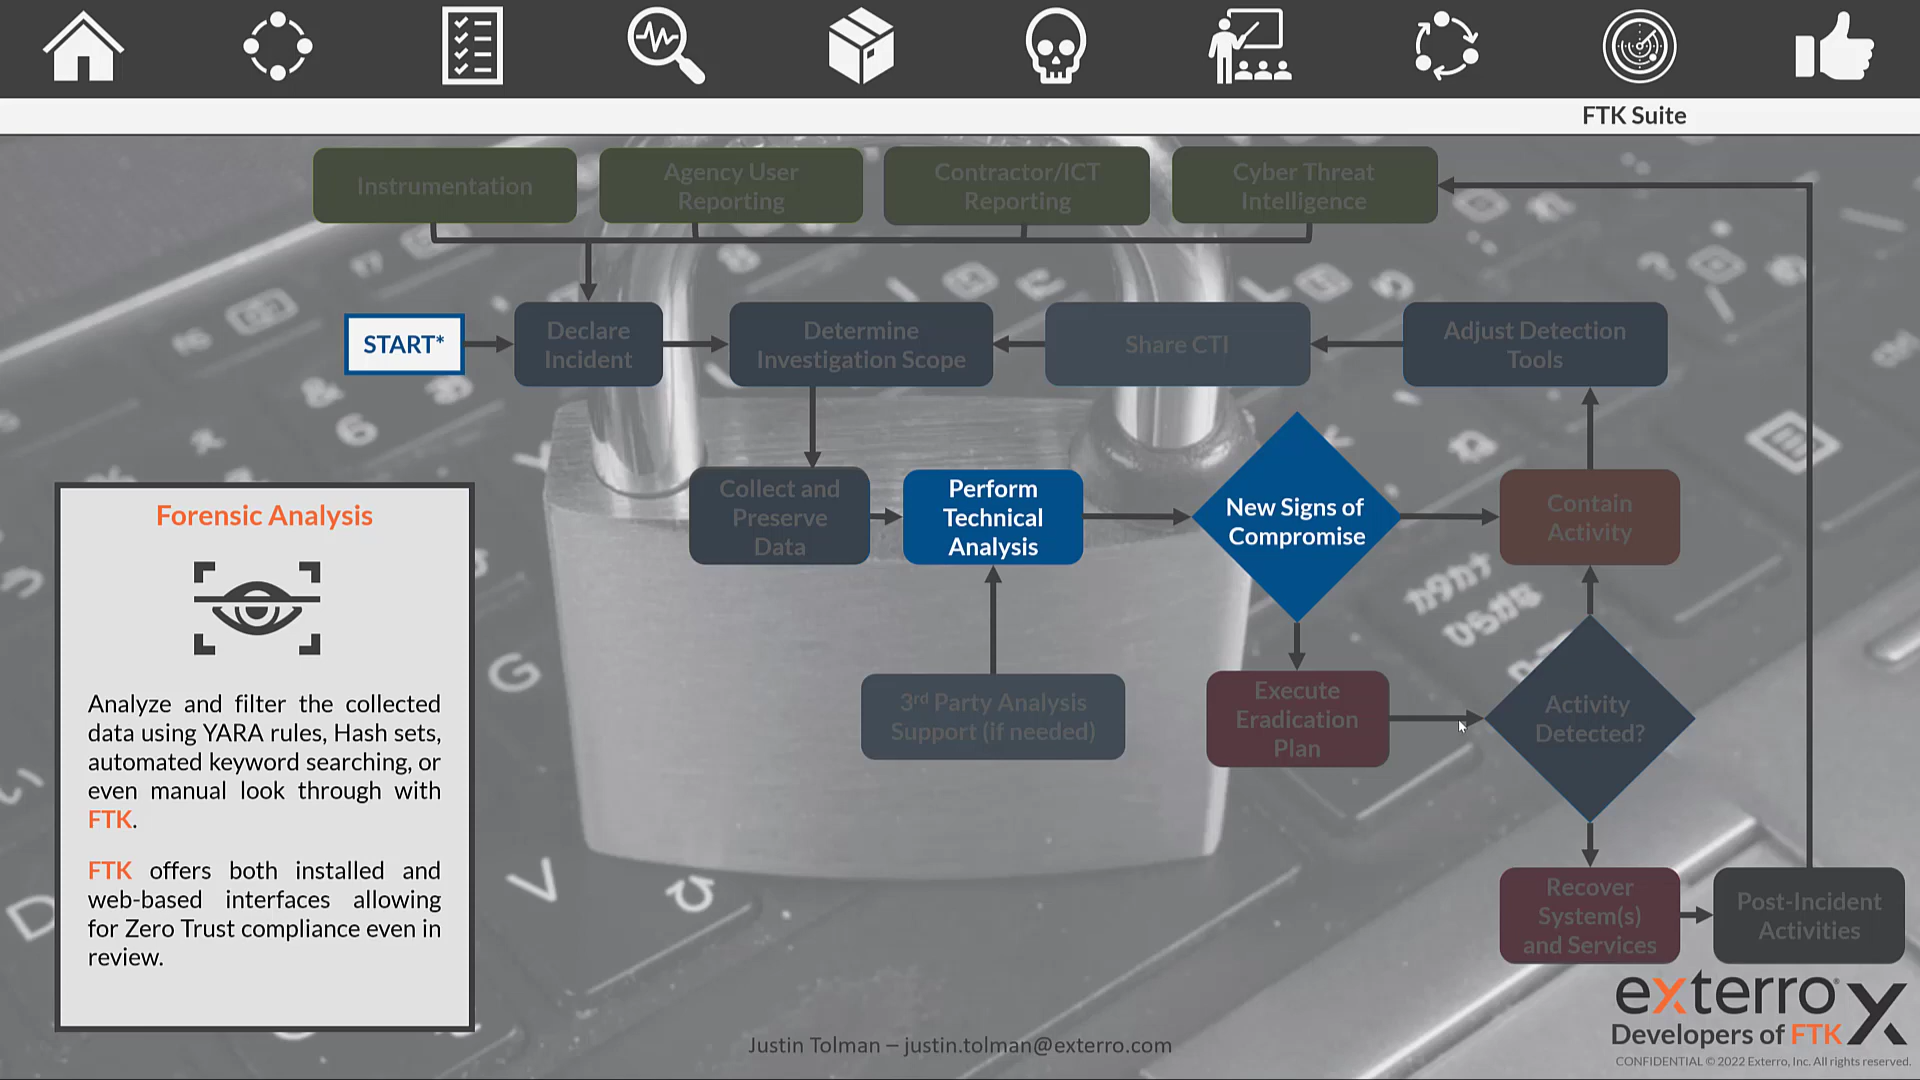 FTK Suite
Instrumentation
Agency User
Reporting
Contractor/ICT
Reporting
Cyber Threat
Intelligence
START*
Declare
Incident
Determine
Investigation Scope
Share CTI
Adjust Detection
Tools
Collect and
Preserve
Data
Perform
Technical
Analysis
New Signs of
Compromise
Contain
Activity
3rd Party Analysis
Support (if needed)
Execute
Eradication
Plan
Activity
Detected?
Recover
System(s)
and Services
Post-Incident
Activities
Forensic Analysis
Analyze and filter the collected
data using YARA rules, Hash sets,
automated keyword searching, or
even manual look through with
FTK.
FTK offers both installed and
web-based interfaces allowing
for Zero Trust compliance even in
review.
Justin Tolman – justin.tolman@exterro.com
exterro®
Developers of FTK
CONFIDENTIAL © 2022 Exterro, Inc. All rights reserved.